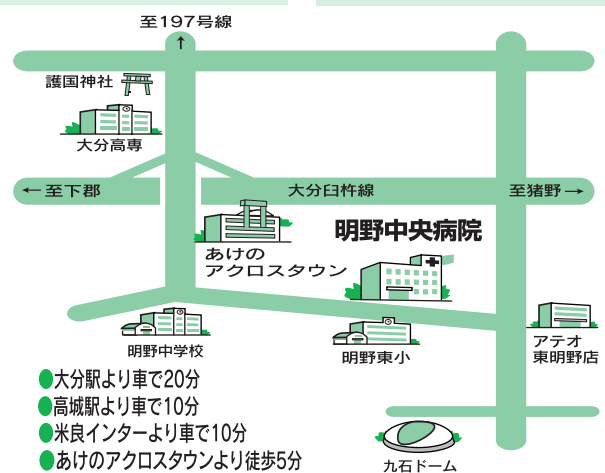 至197号線
↑
護国神社
大分高専
←至下郡
大分臼杵線
至猪野→
あけの
アクロスタウン
明野中央病院
明野中学校
明野東小
アテオ
東明野店
●大分駅より車で20分
●高城駅より車で10分
●米良インターより車で10分
●あけのアクロスタウンより徒歩5分
九石ドーム